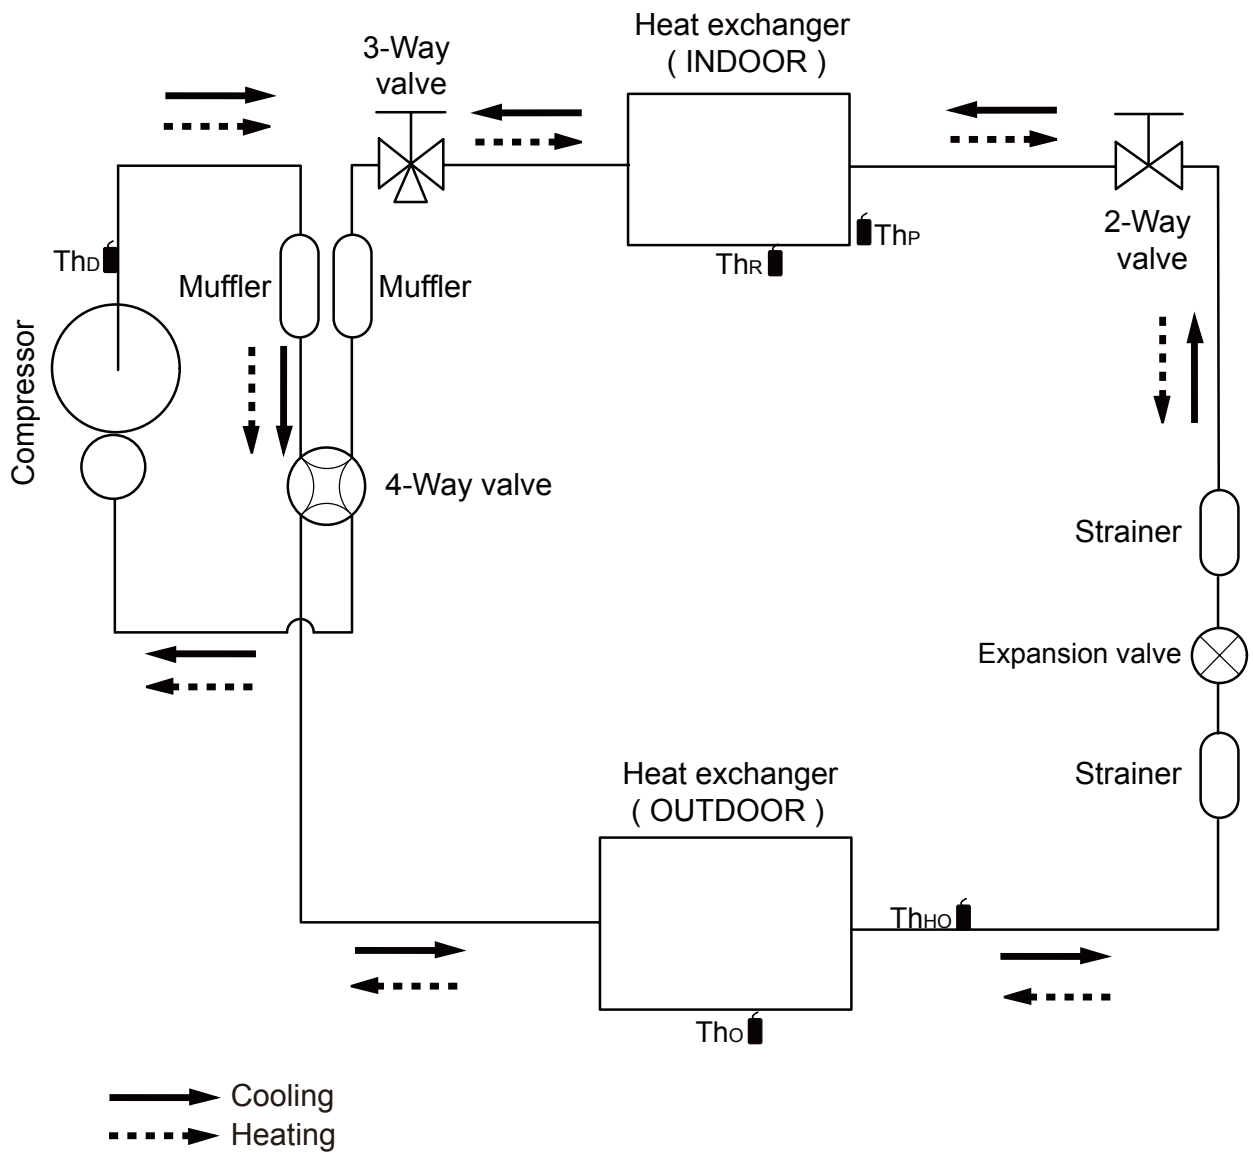 Heat exchanger
( INDOOR )
3-Way
valve
ThD
Muffler
Muffler
ThR
ThP
2-Way
valve
Compressor
4-Way valve
Strainer
Expansion valve
Strainer
Heat exchanger
( OUTDOOR )
ThHO
ThO
Cooling
Heating